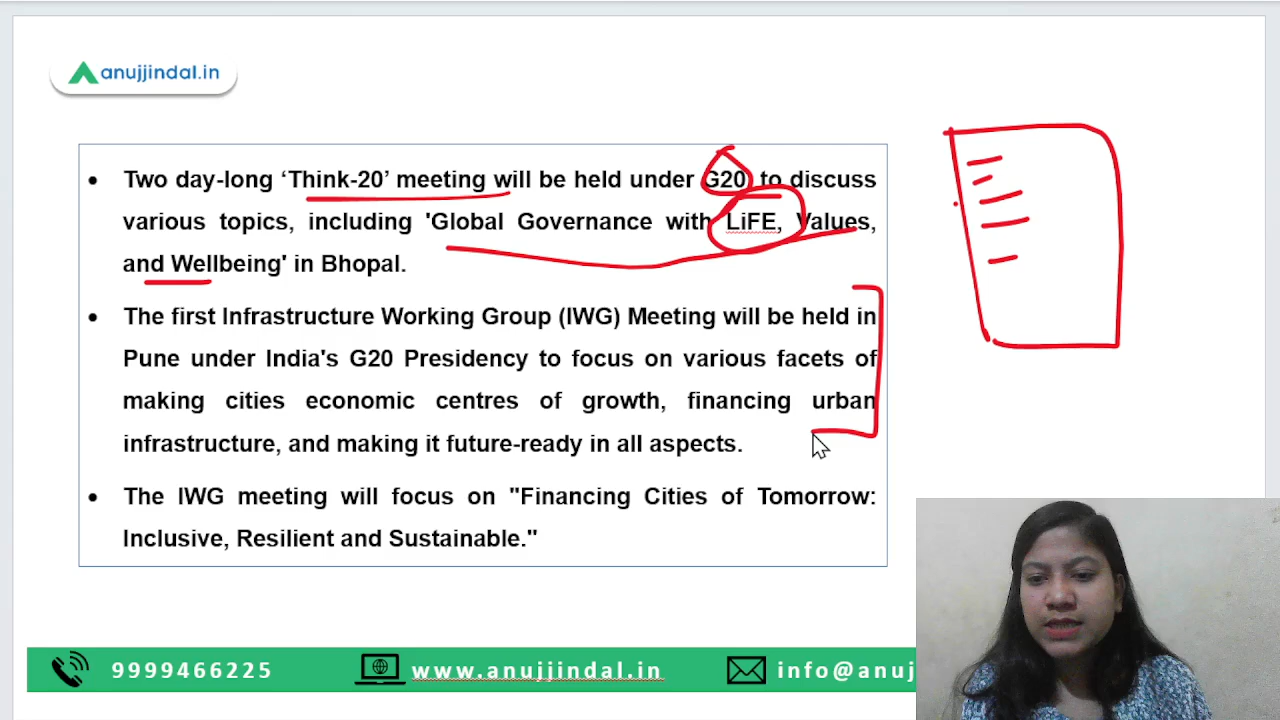 anujjindal.in
• Two day-long ‘Think-20’ meeting will be held under G20, to discuss
various topics, including 'Global Governance with LiFE, Values,
and Wellbeing' in Bhopal.
• The first Infrastructure Working Group (IWG) Meeting will be held in
Pune under India's G20 Presidency to focus on various facets of
making cities economic centres of growth, financing urban
infrastructure, and making it future-ready in all aspects.
• The IWG meeting will focus on "Financing Cities of Tomorrow:
Inclusive, Resilient and Sustainable."
9999466225 www.anujjindal.in info@anuj